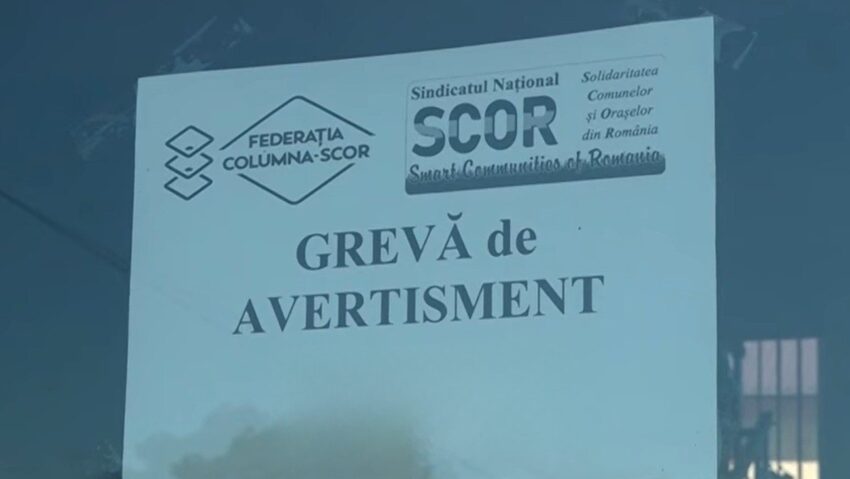 FEDERAȚIA
COLUMNA-SCOR
Sindicatul Național
SCOR
Smart Communities of Romania
Solidaritatea
Comunelor
și Orașelor
din România
GREVĂ de
AVERTISMENT